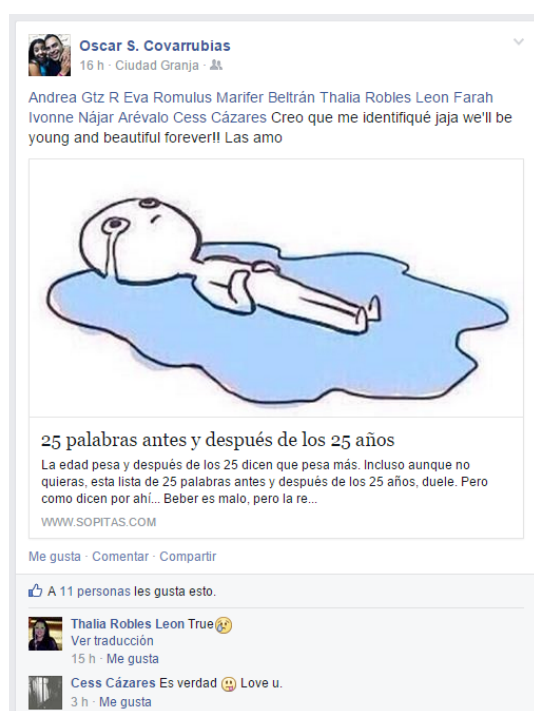 Oscar S. Covarrubias
16 h · Ciudad Granja ·
Andrea Gtz R Eva Romulus Marifer Beltrán Thalia Robles Leon Farah
Ivonne Nájar Arévalo Cess Cázares Creo que me identifiqué jaja we'll be
young and beautiful forever!! Las amo
25 palabras antes y después de los 25 años
La edad pesa y después de los 25 dicen que pesa más. Incluso aunque no
quieras, esta lista de 25 palabras antes y después de los 25 años, duele. Pero
como dicen por ahí... Beber es malo, pero la re...
WWW.SOPITAS.COM
Me gusta · Comentar · Compartir
A 11 personas les gusta esto.
Thalia Robles Leon True
Ver traducción
15 h · Me gusta
Cess Cázares Es verdad Love u.
3 h · Me gusta